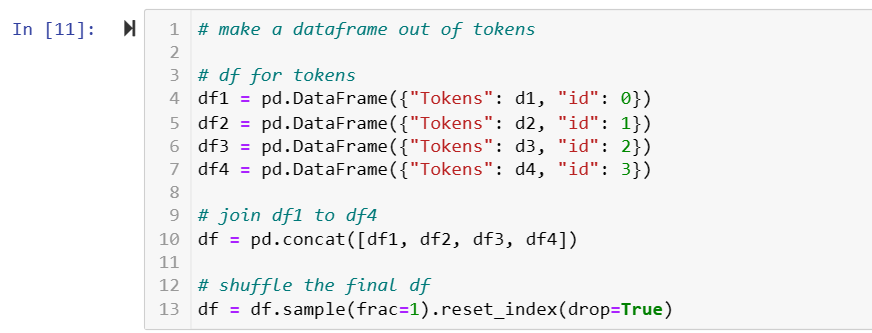 In [11]:
1 # make a dataframe out of tokens
2
3 # df for tokens
4 df1 = pd.DataFrame({"Tokens": d1, "id": 0})
5 df2 = pd.DataFrame({"Tokens": d2, "id": 1})
6 df3 = pd.DataFrame({"Tokens": d3, "id": 2})
7 df4 = pd.DataFrame({"Tokens": d4, "id": 3})
8
9 # join df1 to df4
10 df = pd.concat([df1, df2, df3, df4])
11
12 # shuffle the final df
13 df = df.sample(frac=1).reset_index(drop=True)